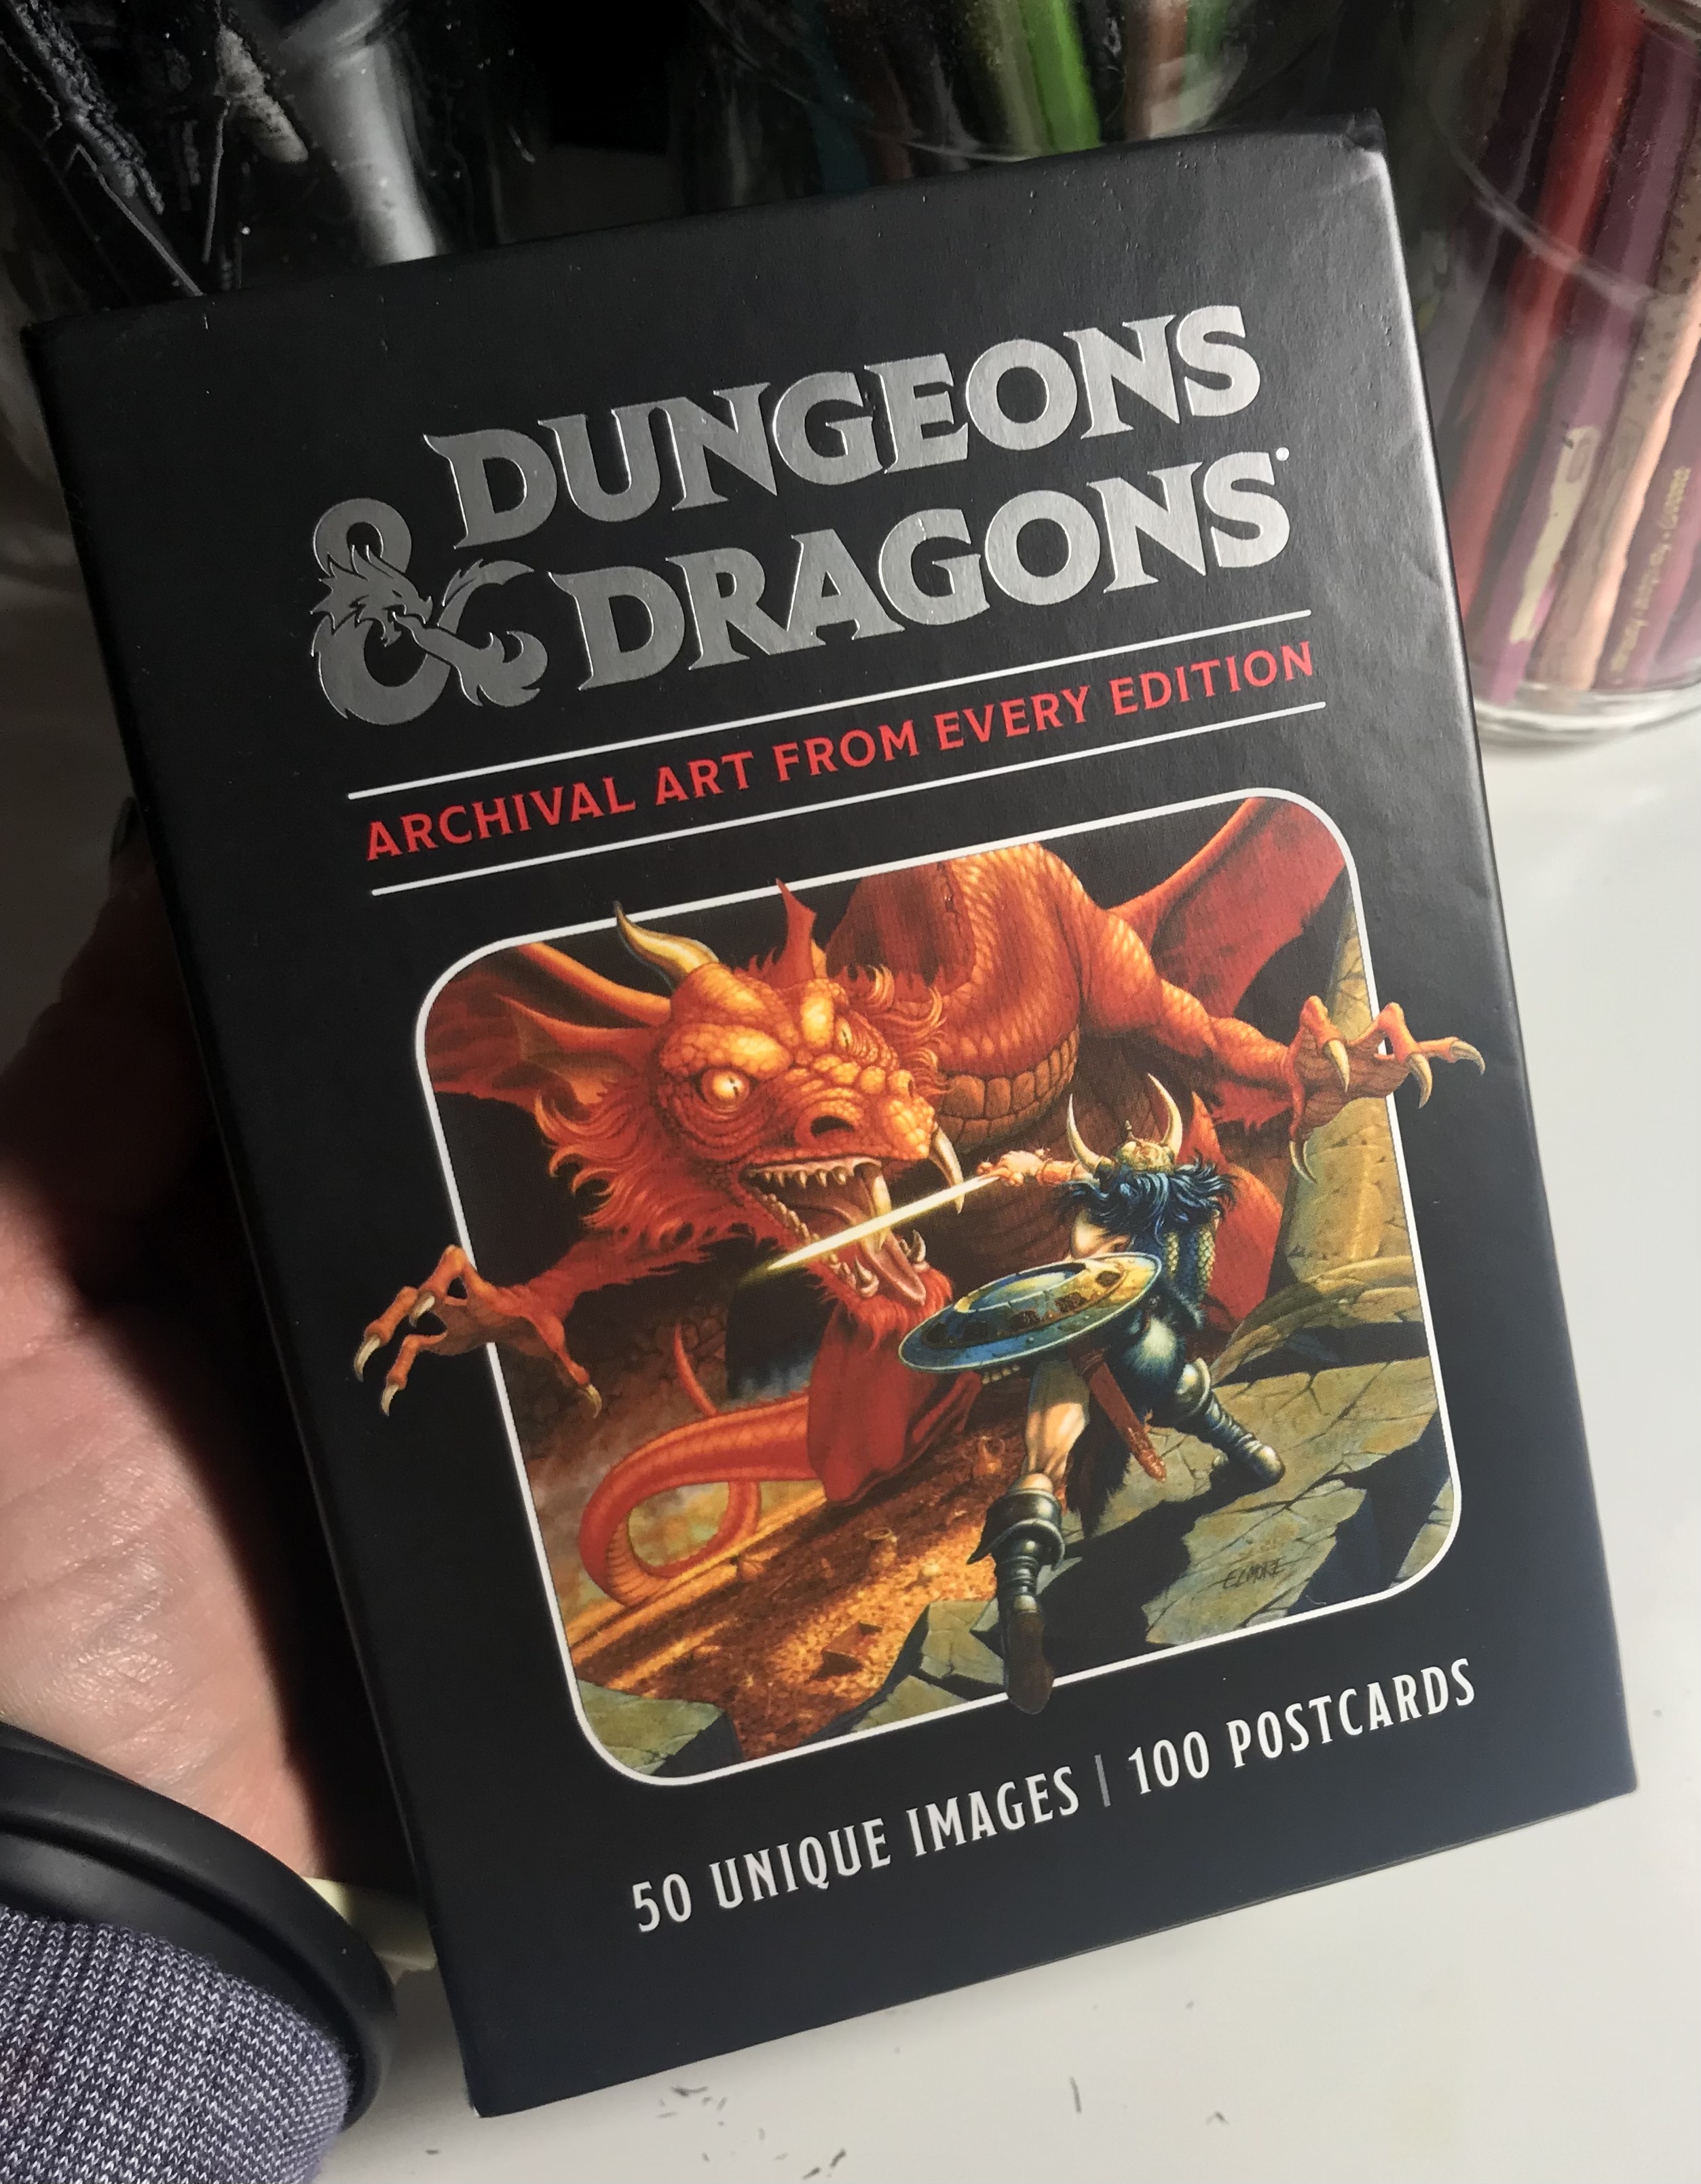 DUNGEONS
& DRAGONS
ARCHIVAL ART FROM EVERY EDITION
ELMORE
50 UNIQUE IMAGES | 100 POSTCARDS